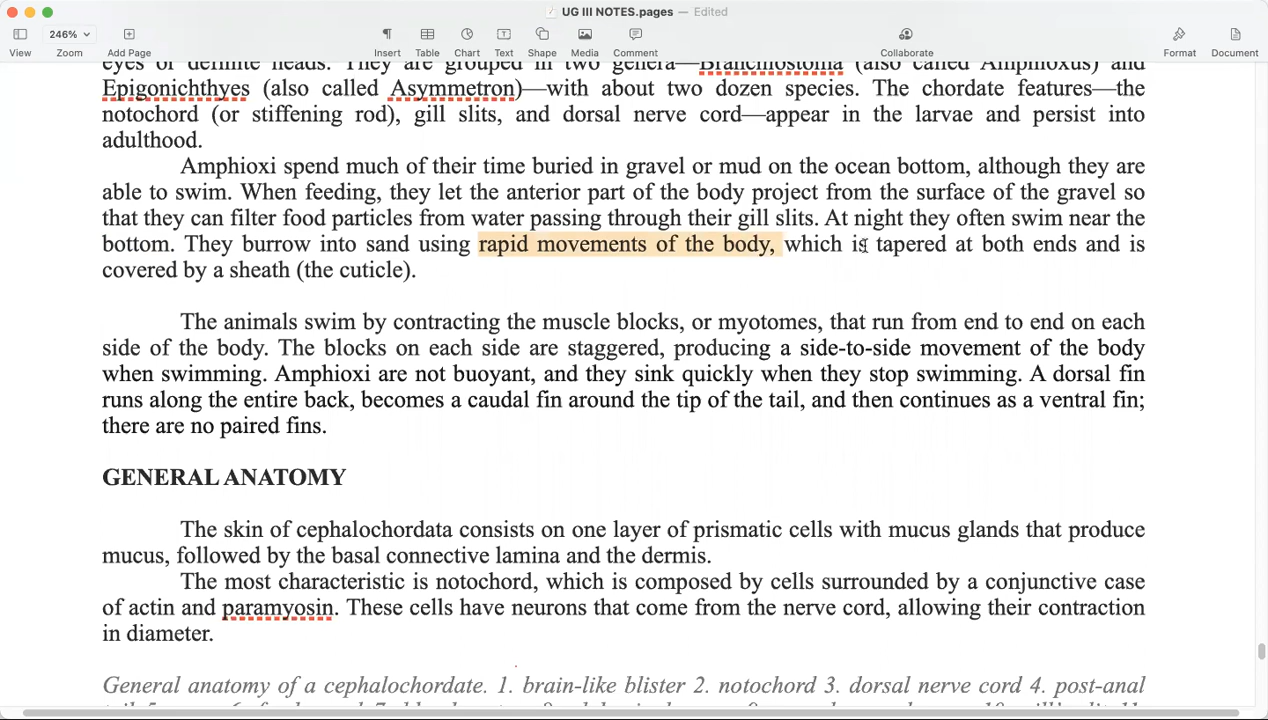 UG III NOTES.pages — Edited
246%
View Zoom Add Page Insert Table Chart Text Shape Media Comment Collaborate Format Document
eyes or definite heads. They are grouped in two genera—Branchiostoma (also called Amphioxus) and
Epigonichthyes (also called Asymmetron)—with about two dozen species. The chordate features—the
notochord (or stiffening rod), gill slits, and dorsal nerve cord—appear in the larvae and persist into
adulthood.
Amphioxi spend much of their time buried in gravel or mud on the ocean bottom, although they are
able to swim. When feeding, they let the anterior part of the body project from the surface of the gravel so
that they can filter food particles from water passing through their gill slits. At night they often swim near the
bottom. They burrow into sand using rapid movements of the body, which is tapered at both ends and is
covered by a sheath (the cuticle).
The animals swim by contracting the muscle blocks, or myotomes, that run from end to end on each
side of the body. The blocks on each side are staggered, producing a side-to-side movement of the body
when swimming. Amphioxi are not buoyant, and they sink quickly when they stop swimming. A dorsal fin
runs along the entire back, becomes a caudal fin around the tip of the tail, and then continues as a ventral fin;
there are no paired fins.
GENERAL ANATOMY
The skin of cephalochordata consists on one layer of prismatic cells with mucus glands that produce
mucus, followed by the basal connective lamina and the dermis.
The most characteristic is notochord, which is composed by cells surrounded by a conjunctive case
of actin and paramyosin. These cells have neurons that come from the nerve cord, allowing their contraction
in diameter.
General anatomy of a cephalochordate. 1. brain-like blister 2. notochord 3. dorsal nerve cord 4. post-anal